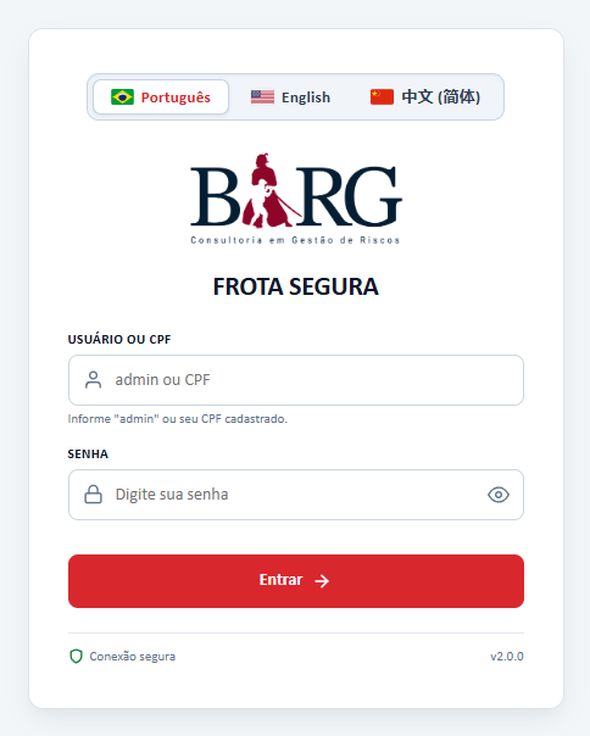 Português English 中文 (简体)
BARG
Consultoria em Gestão de Riscos
FROTA SEGURA
USUÁRIO OU CPF
admin ou CPF
Informe "admin" ou seu CPF cadastrado.
SENHA
Digite sua senha
Entrar →
Conexão segura v2.0.0